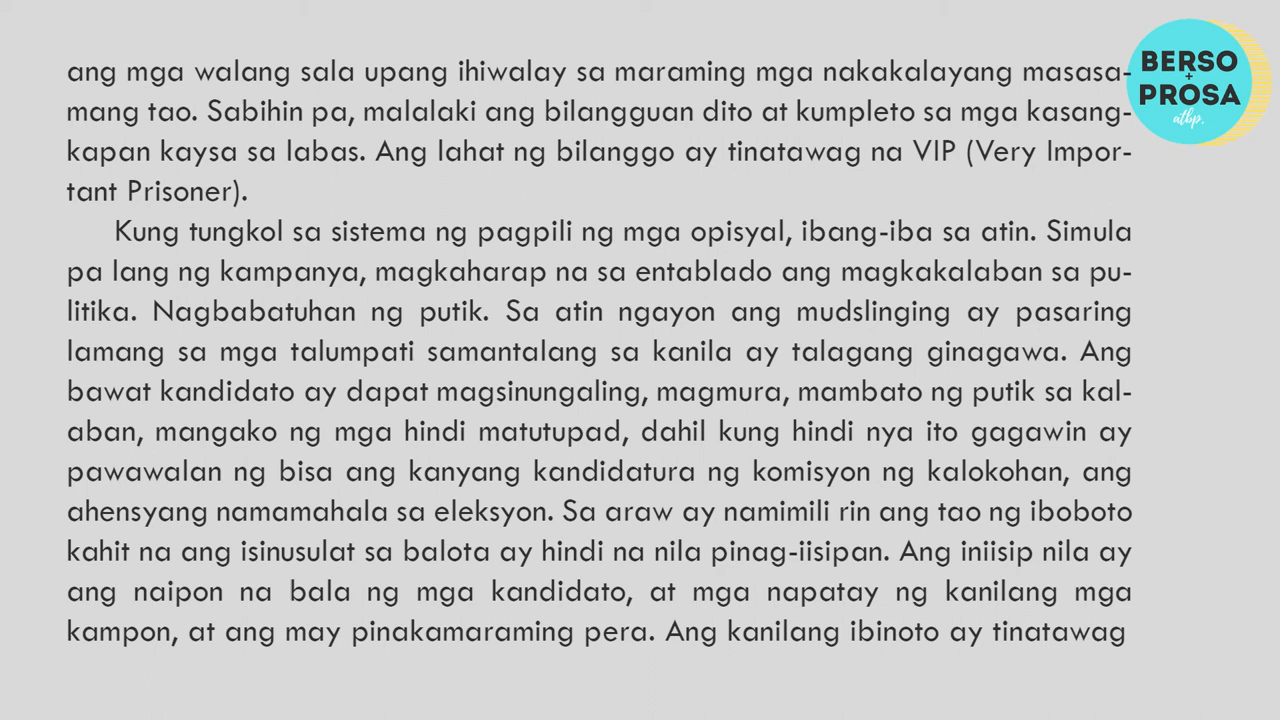 ang mga walang sala upang ihiwalay sa maraming mga nakakalayang masasa-
mang tao. Sabihin pa, malalaki ang bilangguan dito at kumpleto sa mga kasang-
kapan kaysa sa labas. Ang lahat ng bilanggo ay tinatawag na VIP (Very Impor-
tant Prisoner).
Kung tungkol sa sistema ng pagpili ng mga opisyal, ibang-iba sa atin. Simula
pa lang ng kampanya, magkaharap na sa entablado ang magkakalaban sa pu-
litika. Nagbabatuhan ng putik. Sa atin ngayon ang mudslinging ay pasaring
lamang sa mga talumpati samantalang sa kanila ay talagang ginagawa. Ang
bawat kandidato ay dapat magsinungaling, magmura, mambato ng putik sa kal-
aban, mangako ng mga hindi matutupad, dahil kung hindi nya ito gagawin ay
pawawalan ng bisa ang kanyang kandidatura ng komisyon ng kalokohan, ang
ahensyang namamahala sa eleksyon. Sa araw ay namimili rin ang tao ng iboboto
kahit na ang isinusulat sa balota ay hindi na nila pinag-iisipan. Ang iniisip nila ay
ang naipon na bala ng mga kandidato, at mga napatay ng kanilang mga
kampon, at ang may pinakamaraming pera. Ang kanilang ibinoto ay tinatawag
BERSO
+
PROSA
atbp.